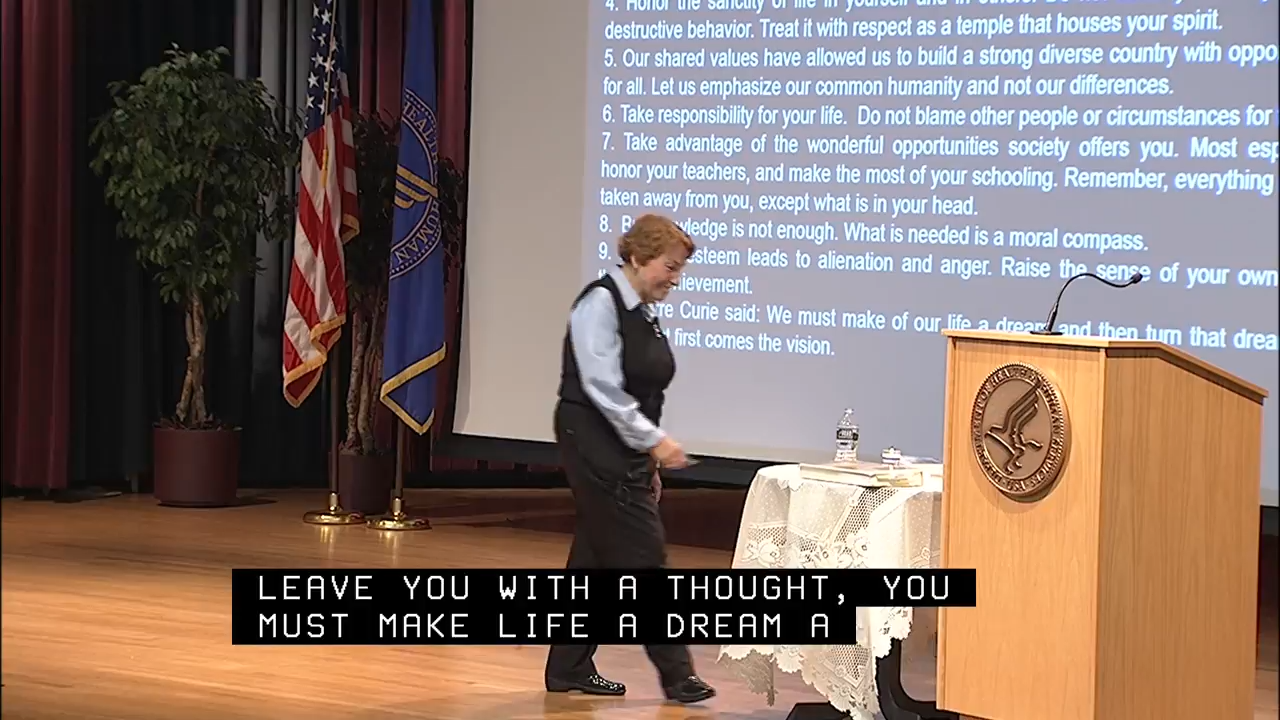 4. Honor the sanctity of life in yourself and in others. Do
destructive behavior. Treat it with respect as a temple that houses your spirit.
5. Our shared values have allowed us to build a strong diverse country with oppo
for all. Let us emphasize our common humanity and not our differences.
6. Take responsibility for your life. Do not blame other people or circumstances for
7. Take advantage of the wonderful opportunities society offers you. Most esp
honor your teachers, and make the most of your schooling. Remember, everything
taken away from you, except what is in your head.
8. wledge is not enough. What is needed is a moral compass.
9. esteem leads to alienation and anger. Raise the sense of your own
ievement.
rre Curie said: We must make of our life a dream and then turn that drea
first comes the vision.
HEALTH
HUMAN
LEAVE YOU WITH A THOUGHT, YOU
MUST MAKE LIFE A DREAM A